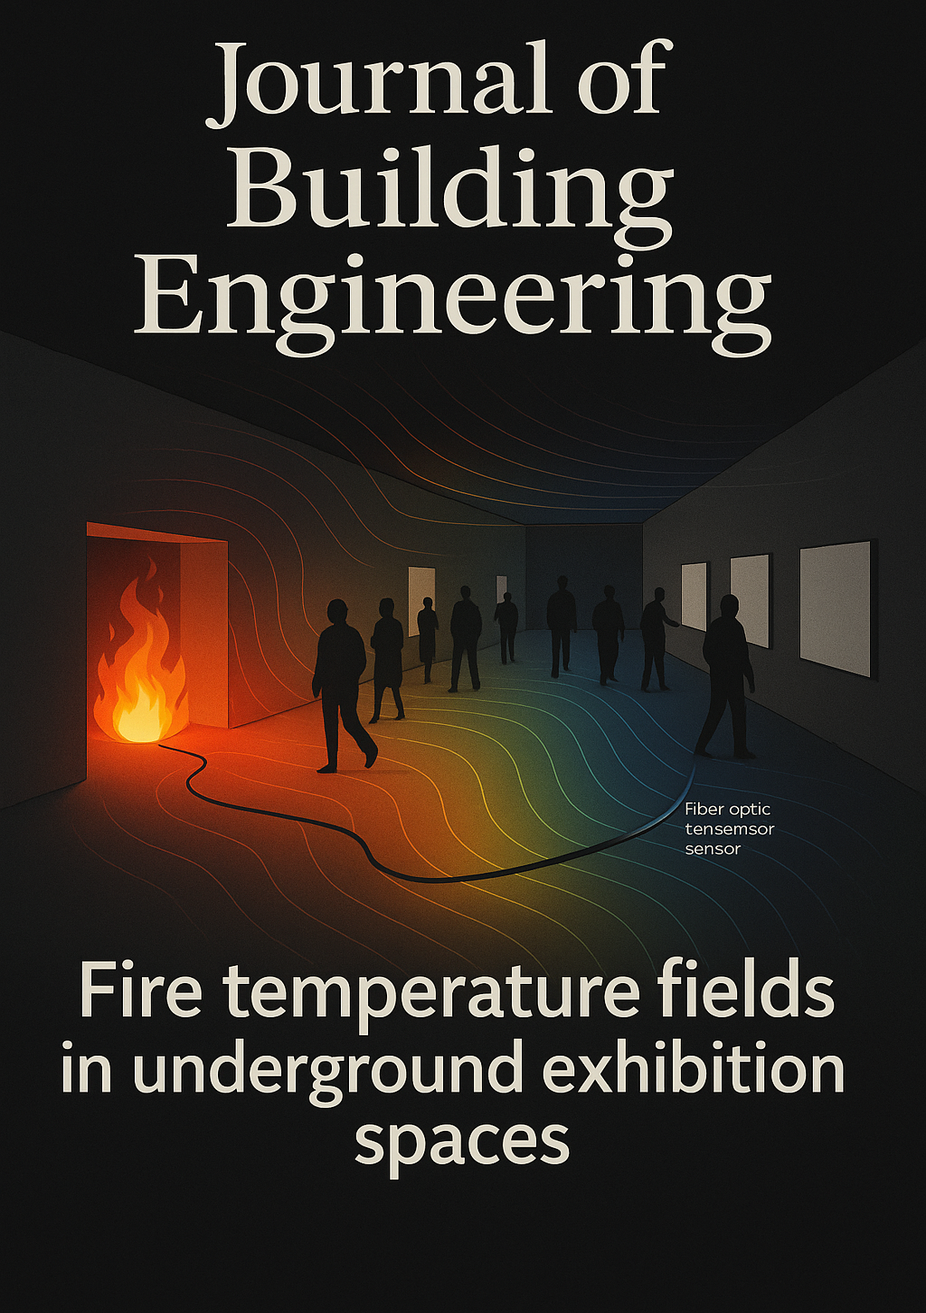 Journal of
Building
Engineering
Fiber optic
tensemsor
sensor
Fire temperature fields
in underground exhibition
spaces